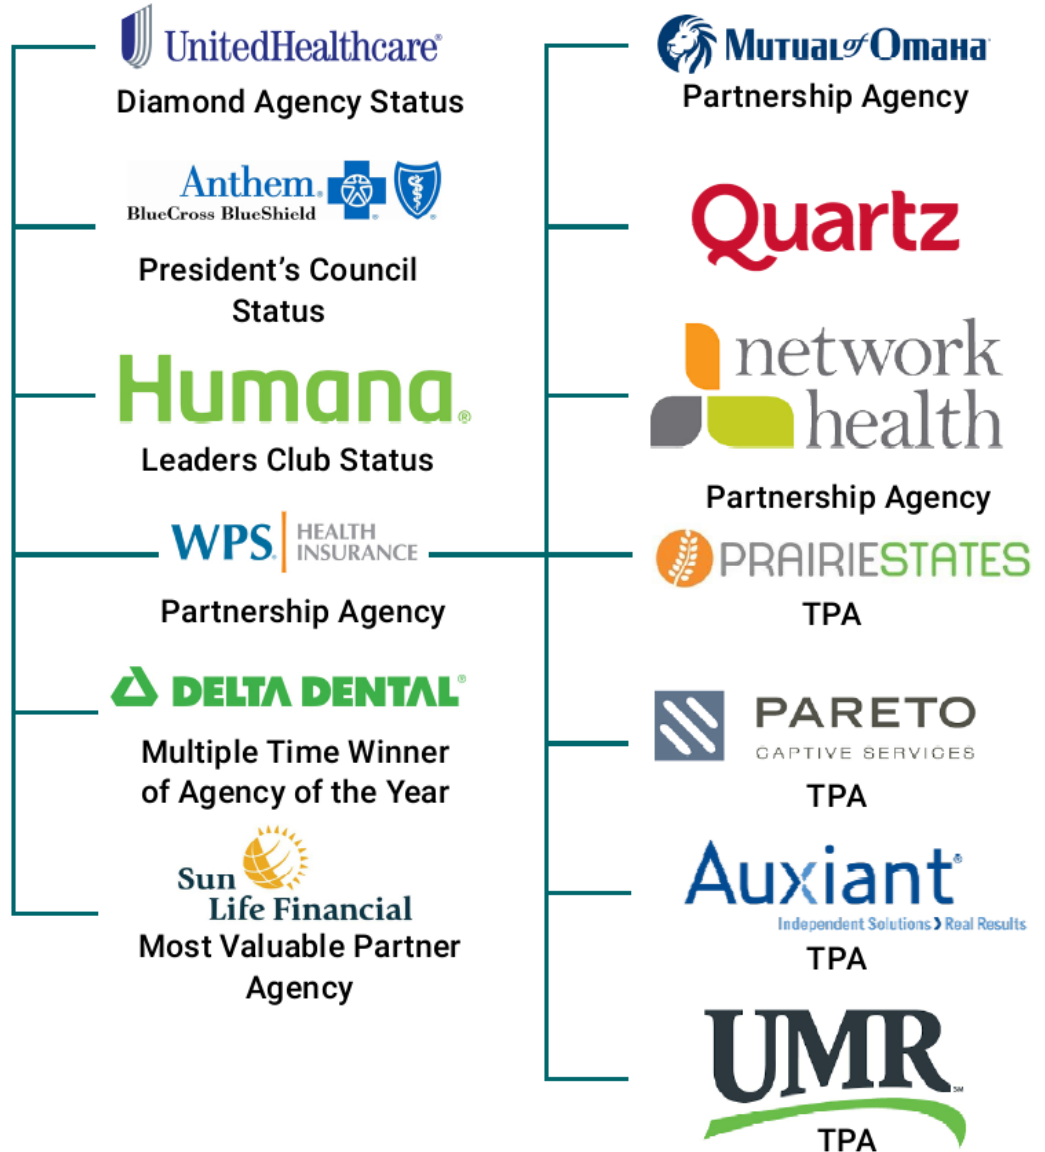 UnitedHealthcare®
Diamond Agency Status
Anthem®
BlueCross BlueShield
President’s Council
Status
Humana®
Leaders Club Status
WPS® HEALTH
INSURANCE
Partnership Agency
DELTA DENTAL®
Multiple Time Winner
of Agency of the Year
Sun
Life Financial
Most Valuable Partner
Agency
Mutual of Omaha
Partnership Agency
Quartz
network
health
Partnership Agency
PRAIRIESTATES
TPA
PARETO
CAPTIVE SERVICES
TPA
Auxiant®
Independent Solutions❯Real Results
TPA
UMR℠
TPA